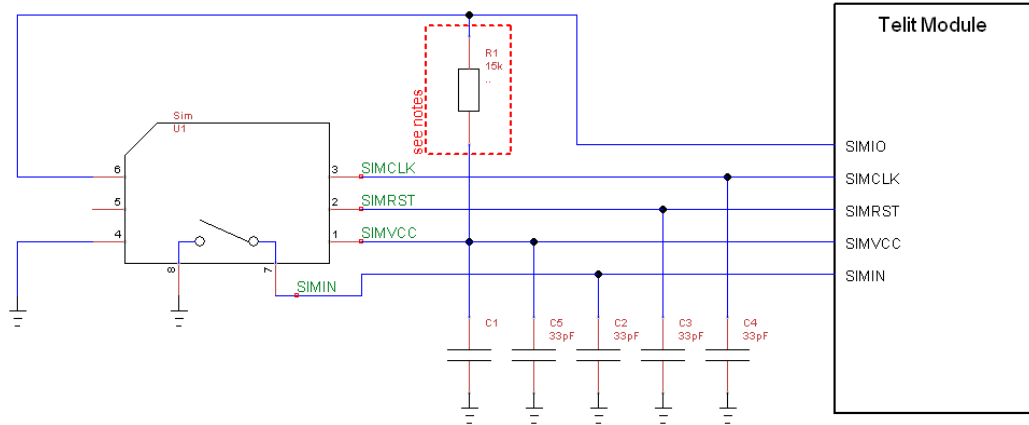 Telit Module
R1
15k
..
see notes
Sim
U1
SIMIO
6
3
SIMCLK
SIMCLK
5
2
SIMRST
SIMRST
4
1
SIMVCC
SIMVCC
8
7
SIMIN
SIMIN
C1
C5
33pF
C2
33pF
C3
33pF
C4
33pF